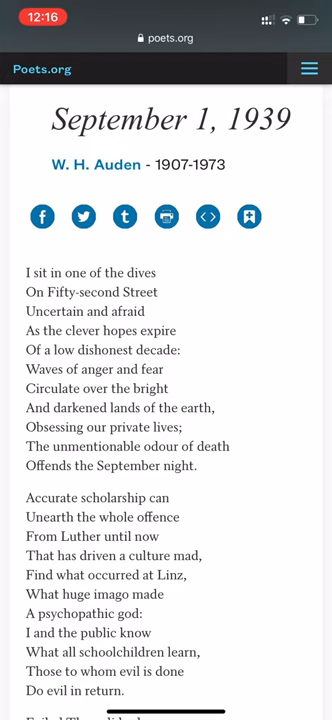 12:16
poets.org
Poets.org
September 1, 1939
W. H. Auden - 1907-1973
I sit in one of the dives
On Fifty-second Street
Uncertain and afraid
As the clever hopes expire
Of a low dishonest decade:
Waves of anger and fear
Circulate over the bright
And darkened lands of the earth,
Obsessing our private lives;
The unmentionable odour of death
Offends the September night.
Accurate scholarship can
Unearth the whole offence
From Luther until now
That has driven a culture mad,
Find what occurred at Linz,
What huge imago made
A psychopathic god:
I and the public know
What all schoolchildren learn,
Those to whom evil is done
Do evil in return.